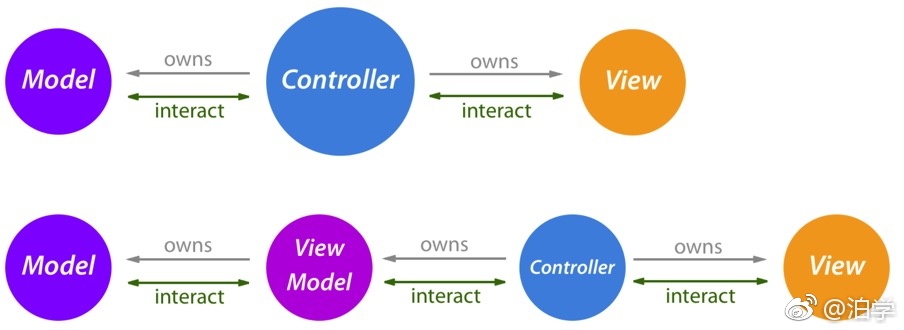 Model
owns
interact
Controller
owns
interact
View
Model
owns
interact
View
Model
owns
interact
Controller
owns
interact
View
@泊学